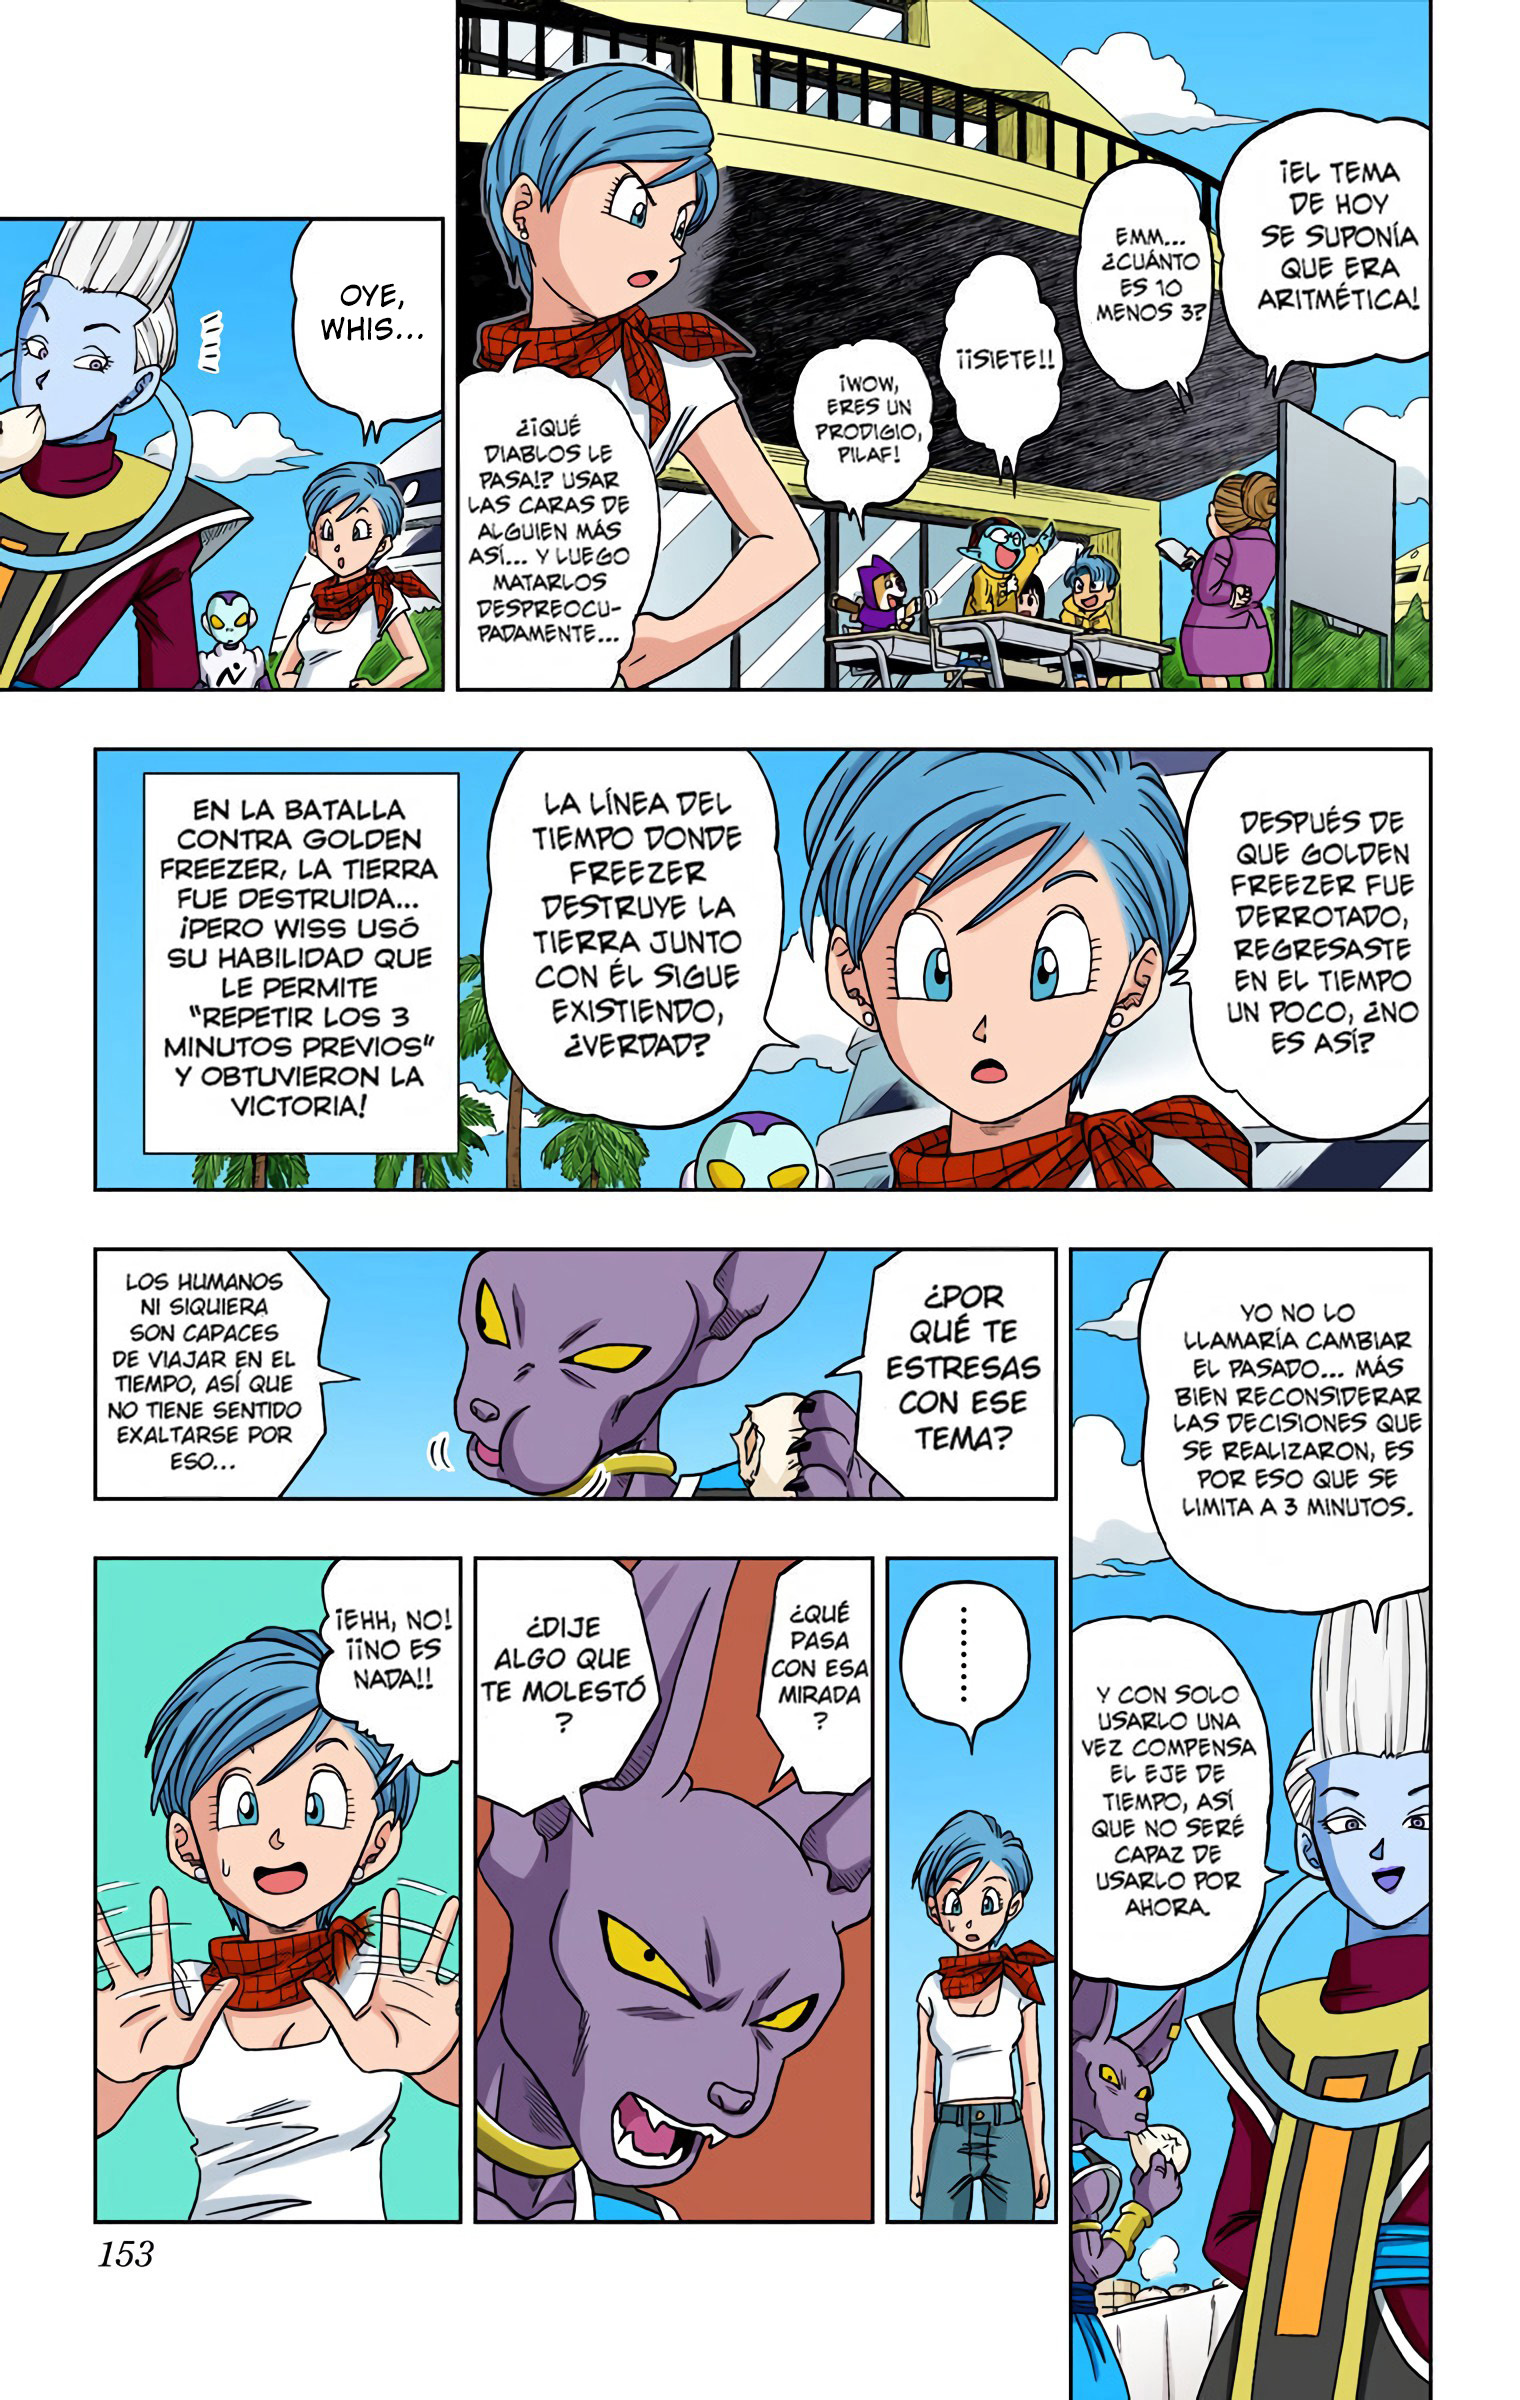 ¡EL TEMA
DE HOY
SE SUPONÍA
QUE ERA
ARITMÉTICA!
EMM...
¿CUÁNTO
ES 10
MENOS 3?
¡¡SIETE!!
¡WOW,
ERES UN
PRODIGIO,
PILAF!
¿¡QUÉ
DIABLOS LE
PASA!? USAR
LAS CARAS DE
ALGUIEN MÁS
ASÍ... Y LUEGO
MATARLOS
DESPREOCU-
PADAMENTE...
OYE,
WHIS...
DESPUÉS DE
QUE GOLDEN
FREEZER FUE
DERROTADO,
REGRESASTE
EN EL TIEMPO
UN POCO, ¿NO
ES ASÍ?
LA LÍNEA DEL
TIEMPO DONDE
FREEZER
DESTRUYE LA
TIERRA JUNTO
CON ÉL SIGUE
EXISTIENDO,
¿VERDAD?
EN LA BATALLA
CONTRA GOLDEN
FREEZER, LA TIERRA
FUE DESTRUIDA...
¡PERO WISS USÓ
SU HABILIDAD QUE
LE PERMITE
"REPETIR LOS 3
MINUTOS PREVIOS"
Y OBTUVIERON LA
VICTORIA!
YO NO LO
LLAMARÍA CAMBIAR
EL PASADO... MÁS
BIEN RECONSIDERAR
LAS DECISIONES QUE
SE REALIZARON, ES
POR ESO QUE SE
LIMITA A 3 MINUTOS.
Y CON SOLO
USARLO UNA
VEZ COMPENSA
EL EJE DE
TIEMPO, ASÍ
QUE NO SERÉ
CAPAZ DE
USARLO POR
AHORA.
¿POR
QUÉ TE
ESTRESAS
CON ESE
TEMA?
LOS HUMANOS
NI SIQUIERA
SON CAPACES
DE VIAJAR EN EL
TIEMPO, ASÍ QUE
NO TIENE SENTIDO
EXALTARSE POR
ESO...
.........
¿QUÉ
PASA
CON ESA
MIRADA
?
¿DIJE
ALGO QUE
TE MOLESTÓ
?
¡EHH, NO!
¡¡NO ES
NADA!!
153